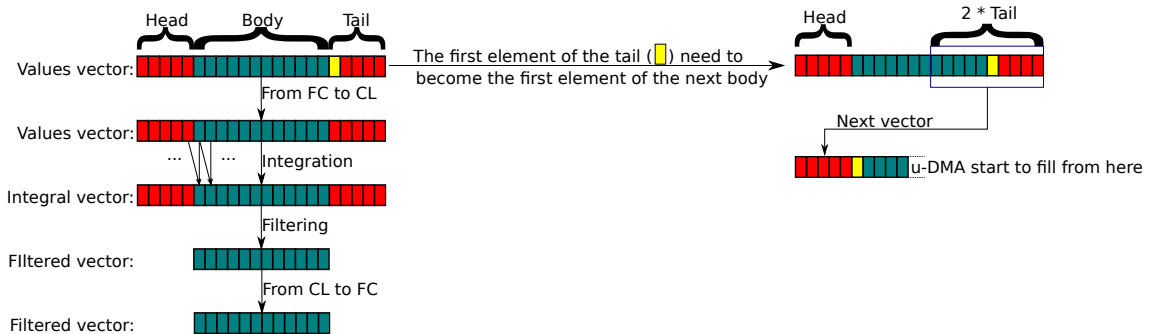 Head
Body
Tail
Values vector:
The first element of the tail ( ) need to
become the first element of the next body
Head
2 * Tail
From FC to CL
Values vector:
...
...
Integration
Next vector
u-DMA start to fill from here
Integral vector:
Filtering
FIltered vector:
From CL to FC
Filtered vector: